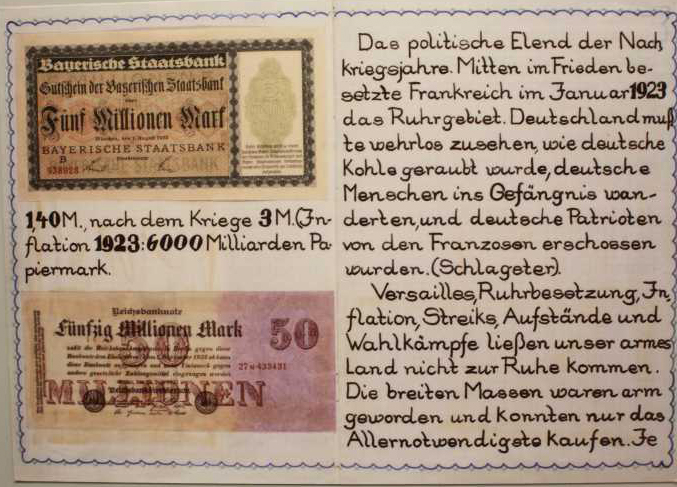 Bayerische Staatsbank
Gutschein der Bayerischen Staatsbank
Fünf Millionen Mark
BAYERISCHE STAATSBANK
B
1,40 M., nach dem Kriege 3 M. (In-
flation 1923: 6000 Milliarden Pa-
piermark.
Reichsbanknote
Fünfzig Millionen Mark
50
27U-433431
MILLIONEN
Das politische Elend der Nach
kriegsjahre. Mitten im Frieden be-
setzte Frankreich im Januar 1923
das Ruhrgebiet. Deutschland muß
te wehrlos zusehen, wie deutsche
Kohle geraubt wurde, deutsche
Menschen ins Gefängnis wan-
derten, und deutsche Patrioten
von den Franzosen erschossen
wurden. (Schlageter).
Versailles, Ruhrbesetzung, In,
flation, Streiks, Aufstände und
Wahlkämpfe ließen unser armes
Land nicht zur Ruhe kommen.
Die breiten Massen waren arm
geworden und konnten nur das
Allernotwendigste kaufen. Je